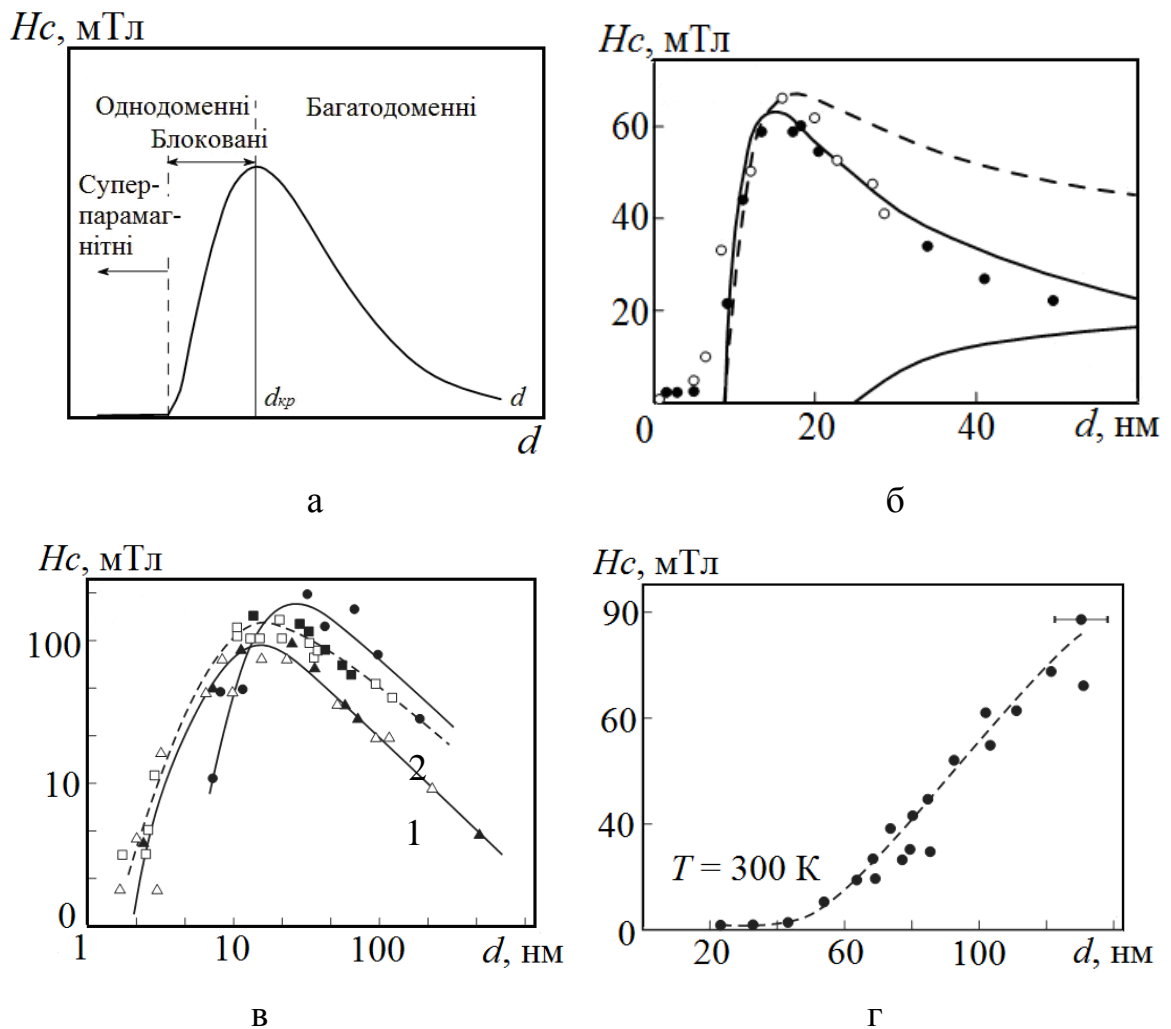 Hc, мТл
Однодоменні
Багатодоменні
Блоковані
Супер-
парамаг-
нітні
dкр
d
d
а
Hc, мТл
60
40
20
0
20
40
d, нм
б
Hc, мТл
100
10
0
1
10
100
d, нм
2
1
в
Hc, мТл
90
60
40
0
T = 300 К
20
60
100
d, нм
г